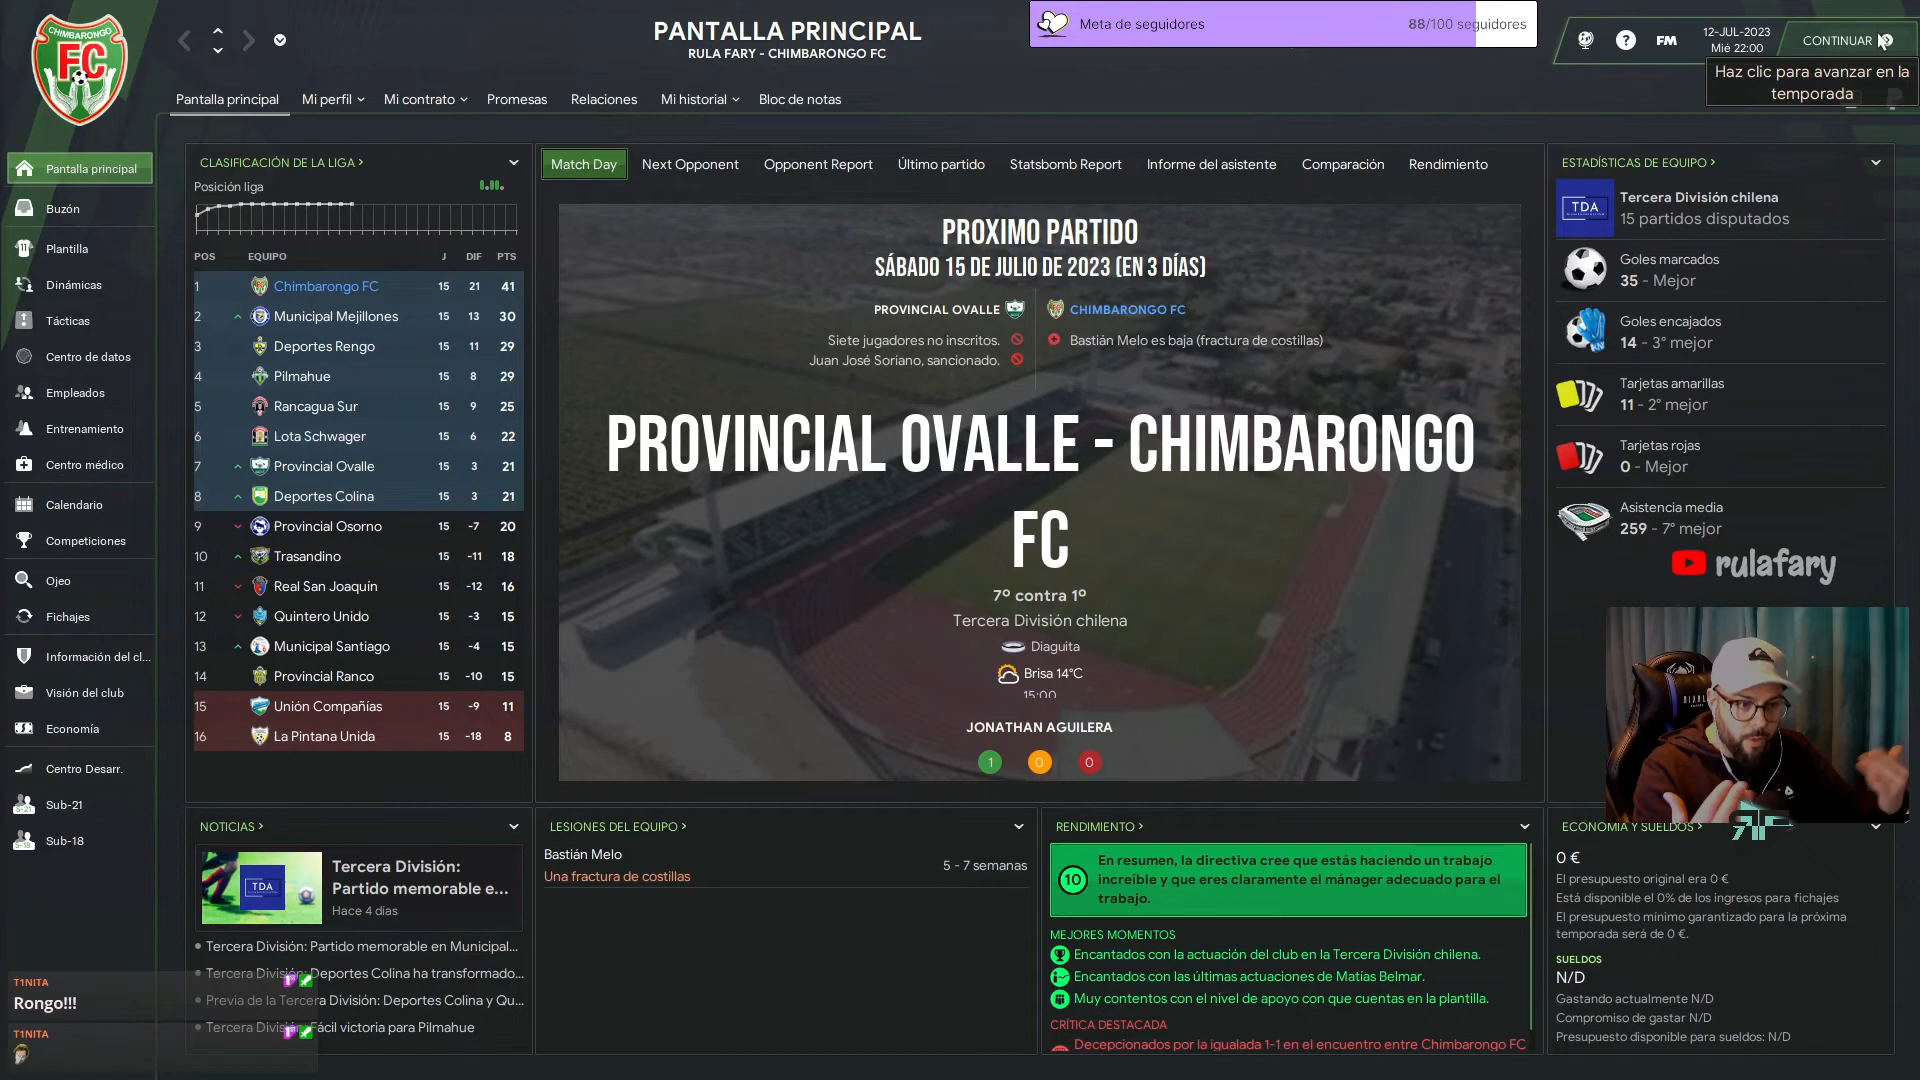 PANTALLA PRINCIPAL
RULA FARY - CHIMBARONGO FC
Meta de seguidores
88/100 seguidores
12-JUL-2023
Mié 22:00
CONTINUAR
Haz clic para avanzar en la
temporada
CHIMBARONGO
FC
FM
Pantalla principal
Mi perfil
Mi contrato
Promesas
Relaciones
Mi historial
Bloc de notas
Pantalla principal
Buzón
Plantilla
Dinámicas
Tácticas
Centro de datos
Empleados
Entrenamiento
Centro médico
Calendario
Competiciones
Ojeo
Fichajes
Información del cl...
Visión del club
Economía
Centro Desarr.
Sub-21
Sub-18
CLASIFICACIÓN DE LA LIGA >
Posición liga
POS EQUIPO J DIF PTS
1 Chimbarongo FC 15 21 41
2 Municipal Mejillones 15 13 30
3 Deportes Rengo 15 11 29
4 Pilmahue 15 8 29
5 Rancagua Sur 15 9 25
6 Lota Schwager 15 6 22
7 Provincial Ovalle 15 3 21
8 Deportes Colina 15 3 21
9 Provincial Osorno 15 -7 20
10 Trasandino 15 -11 18
11 Real San Joaquín 15 -12 16
12 Quintero Unido 15 -3 15
13 Municipal Santiago 15 -4 15
14 Provincial Ranco 15 -10 15
15 Unión Compañías 15 -9 11
16 La Pintana Unida 15 -18 8
Match Day
Next Opponent
Opponent Report
Último partido
Statsbomb Report
Informe del asistente
Comparación
Rendimiento
PROXIMO PARTIDO
SÁBADO 15 DE JULIO DE 2023 (EN 3 DÍAS)
PROVINCIAL OVALLE
CHIMBARONGO FC
Siete jugadores no inscritos.
Juan José Soriano, sancionado.
Bastián Melo es baja (fractura de costillas)
PROVINCIAL OVALLE - CHIMBARONGO
FC
7º contra 1º
Tercera División chilena
Diaguita
Brisa 14°C
15:00
JONATHAN AGUILERA
1 0 0
ESTADÍSTICAS DE EQUIPO >
TDA
Tercera División chilena
15 partidos disputados
Goles marcados
35 - Mejor
Goles encajados
14 - 3° mejor
Tarjetas amarillas
11 - 2° mejor
Tarjetas rojas
0 - Mejor
Asistencia media
259 - 7° mejor
rulafary
NOTICIAS >
TDA
Tercera División:
Partido memorable e...
Hace 4 días
Tercera División: Partido memorable en Municipal...
Tercera División: Deportes Colina ha transformado...
Previa de la Tercera División: Deportes Colina y Qu...
Tercera División: Fácil victoria para Pilmahue
T1NITA
Rongo!!!
T1NITA
LESIONES DEL EQUIPO >
Bastián Melo
Una fractura de costillas
5 - 7 semanas
RENDIMIENTO >
10
En resumen, la directiva cree que estás haciendo un trabajo
increíble y que eres claramente el mánager adecuado para el
trabajo.
MEJORES MOMENTOS
Encantados con la actuación del club en la Tercera División chilena.
Encantados con las últimas actuaciones de Matías Belmar.
Muy contentos con el nivel de apoyo con que cuentas en la plantilla.
CRÍTICA DESTACADA
Decepcionados por la igualada 1-1 en el encuentro entre Chimbarongo FC
ECONOMÍA Y SUELDOS >
0 €
El presupuesto original era 0 €
Está disponible el 0% de los ingresos para fichajes
El presupuesto mínimo garantizado para la próxima
temporada será de 0 €.
SUELDOS
N/D
Gastando actualmente N/D
Compromiso de gastar N/D
Presupuesto disponible para sueldos: N/D